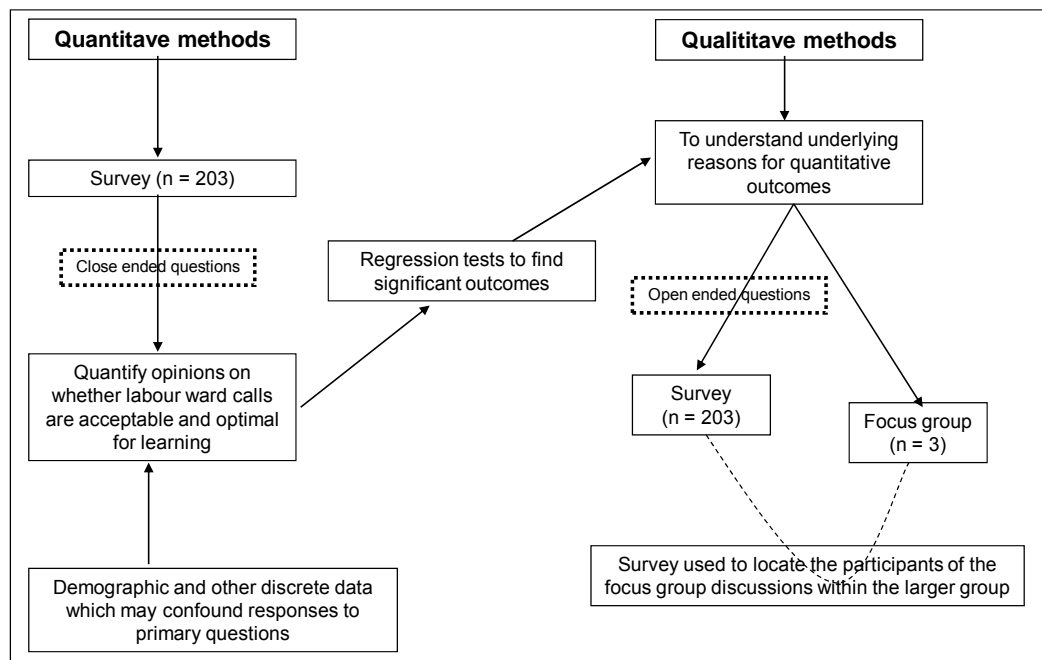 Quantitave methods
Survey (n = 203)
Close ended questions
Quantify opinions on
whether labour ward calls
are acceptable and optimal
for learning
Demographic and other discrete data
which may confound responses to
primary questions
Regression tests to find
significant outcomes
Qualititave methods
To understand underlying
reasons for quantitative
outcomes
Open ended questions
Survey
(n = 203)
Focus group
(n = 3)
Survey used to locate the participants of the
focus group discussions within the larger group